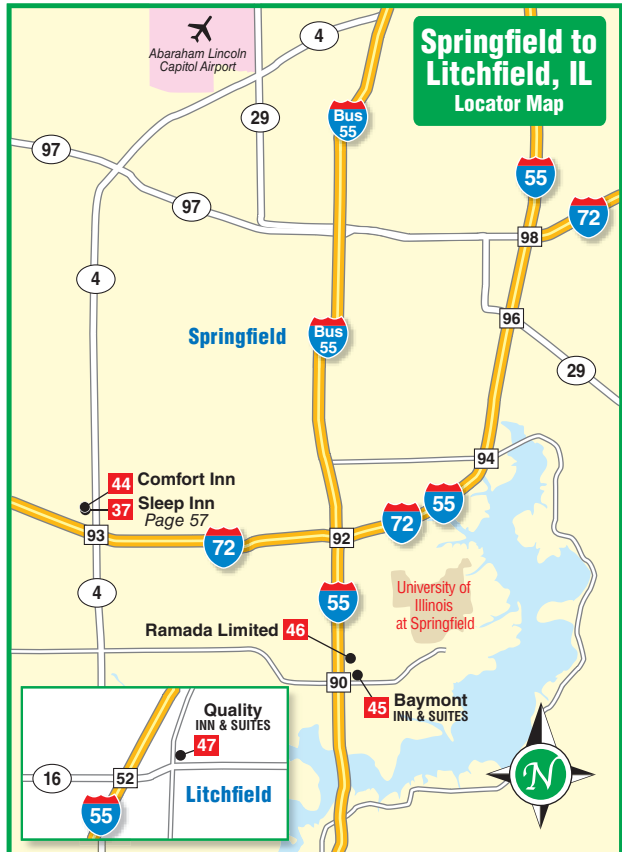 Springfield to
Litchfield, IL
Locator Map
Abaraham Lincoln
Capitol Airport
4
29
Bus
55
97
55
72
97
98
4
96
Springfield
Bus
55
29
94
44 Comfort Inn
37 Sleep Inn
Page 57
93
72
92
72
55
4
55
University of
Illinois
at Springfield
Ramada Limited 46
90
45 Baymont
INN & SUITES
Quality
INN & SUITES
47
16
52
Litchfield
55
N